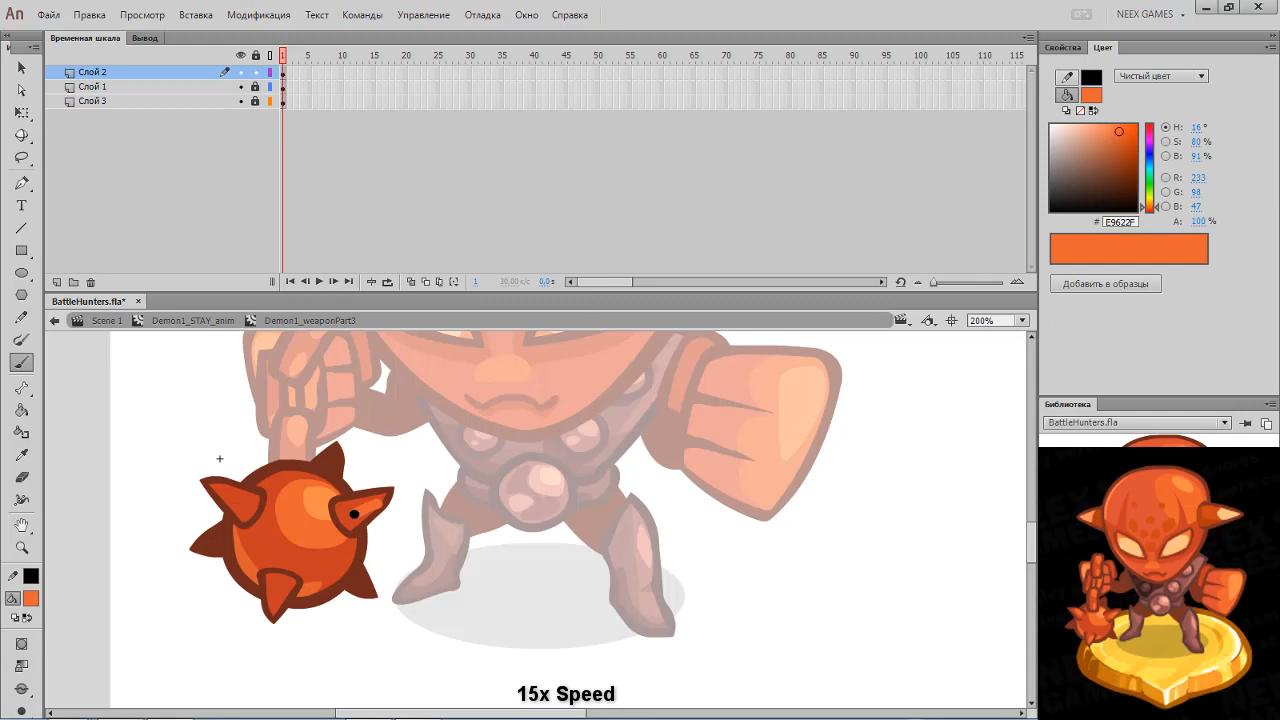 An Файл Правка Просмотр Вставка Модификация Текст Команды Управление Отладка Окно Справка NEEX GAMES
Временная шкала Вывод
1 5 10 15 20 25 30 35 40 45 50 55 60 65 70 75 80 85 90 95 100 105 110 115
Слой 2
Слой 1
Слой 3
1 30,00 к/с 0,0 s
BattleHunters.fla* ×
Scene 1 Demon1_STAY_anim Demon1_weaponPart3 200%
Свойства Цвет
Чистый цвет
H: 16 °
S: 80 %
B: 91 %
R: 233
G: 98
B: 47
# E9622F A: 100 %
Добавить в образцы
Библиотека
BattleHunters.fla
15x Speed